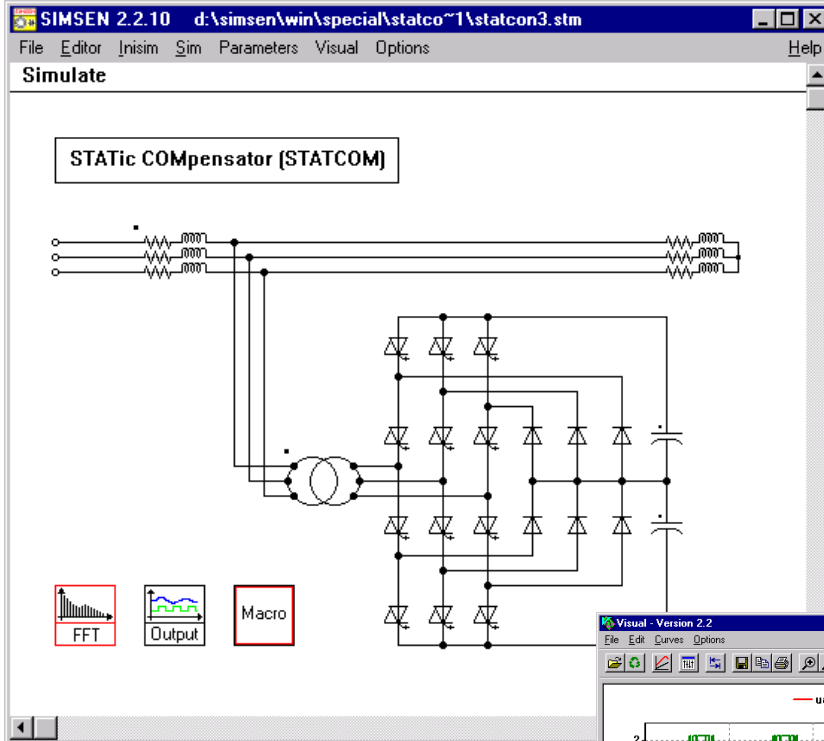 SIMSEN 2.2.10 d:\simsen\win\special\statco~1\statcon3.stm
File Editor Inisim Sim Parameters Visual Options Help
Simulate
STATic COMpensator (STATCOM)
FFT
Output
Macro
Visual - Version 2.2
File Edit Curves Options
2